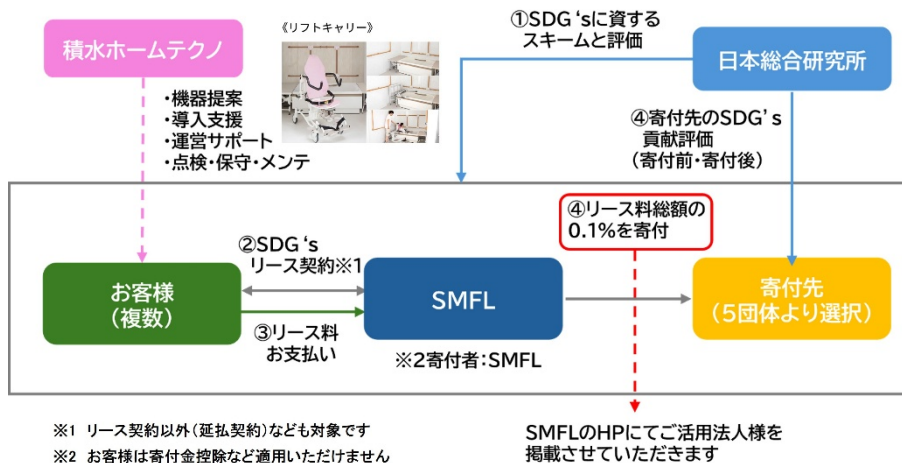 積水ホームテクノ
《リフトキャリー》
・機器提案
・導入支援
・運営サポート
・点検・保守・メンテ
①SDG‘sに資する
スキームと評価
日本総合研究所
④寄付先のSDG’s
貢献評価
(寄付前・寄付後)
④リース料総額の
0.1%を寄付
②SDG‘s
リース契約※1
お客様
(複数)
SMFL
寄付先
(5団体より選択)
③リース料
お支払い
※2寄付者:SMFL
※1 リース契約以外(延払契約)なども対象です
※2 お客様は寄付金控除など適用いただけません
SMFLのHPにてご活用法人様を
掲載させていただきます